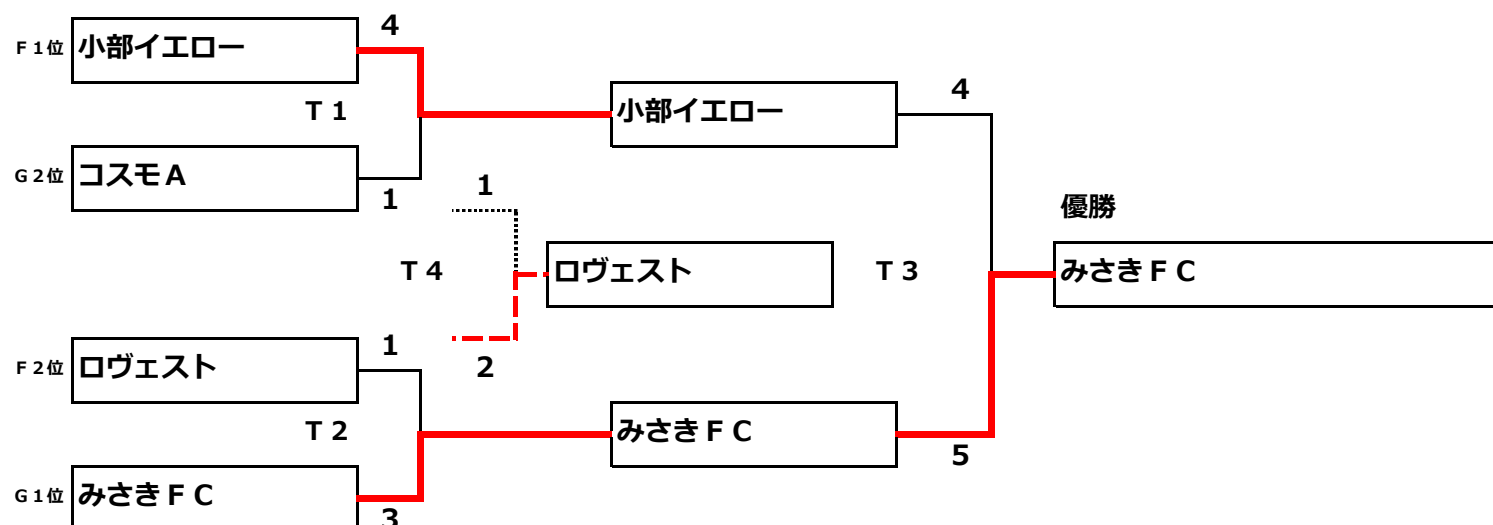 4
Ｆ1位 小部イエロー
4
Ｔ１ 小部イエロー
Ｇ２位 コスモＡ
1
1
優勝
Ｔ４ ロヴェスト Ｔ３ みさきＦＣ
1
2
Ｆ２位 ロヴェスト
Ｔ２ みさきＦＣ
5
Ｇ１位 みさきＦＣ
3